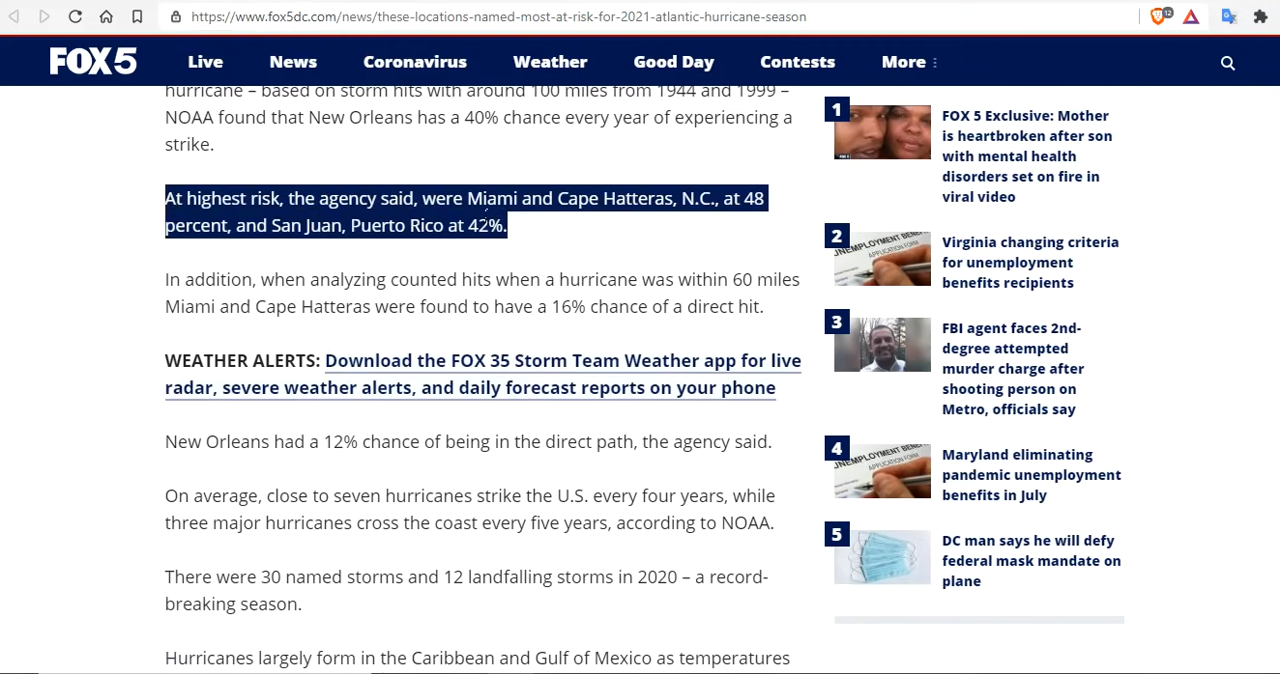 https://www.fox5dc.com/news/these-locations-named-most-at-risk-for-2021-atlantic-hurricane-season
12
FOX 5
Live
News
Coronavirus
Weather
Good Day
Contests
More
hurricane – based on storm hits with around 100 miles from 1944 and 1999 –
NOAA found that New Orleans has a 40% chance every year of experiencing a
strike.
At highest risk, the agency said, were Miami and Cape Hatteras, N.C., at 48
percent, and San Juan, Puerto Rico at 42%.
In addition, when analyzing counted hits when a hurricane was within 60 miles
Miami and Cape Hatteras were found to have a 16% chance of a direct hit.
WEATHER ALERTS: Download the FOX 35 Storm Team Weather app for live
radar, severe weather alerts, and daily forecast reports on your phone
New Orleans had a 12% chance of being in the direct path, the agency said.
On average, close to seven hurricanes strike the U.S. every four years, while
three major hurricanes cross the coast every five years, according to NOAA.
There were 30 named storms and 12 landfalling storms in 2020 – a record-
breaking season.
Hurricanes largely form in the Caribbean and Gulf of Mexico as temperatures
1
FOX 5 Exclusive: Mother
is heartbroken after son
with mental health
disorders set on fire in
viral video
2
UNEMPLOYMENT BENEFITS
APPLICATION FORM
Virginia changing criteria
for unemployment
benefits recipients
3
FBI agent faces 2nd-
degree attempted
murder charge after
shooting person on
Metro, officials say
4
UNEMPLOYMENT BENEFITS
APPLICATION FORM
Maryland eliminating
pandemic unemployment
benefits in July
5
DC man says he will defy
federal mask mandate on
plane